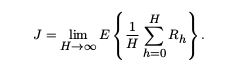 $J = \lim_{H \to \infty} E \left\{ \frac{1}{H} \sum_{h=0}^{H} R_h \right\}.$